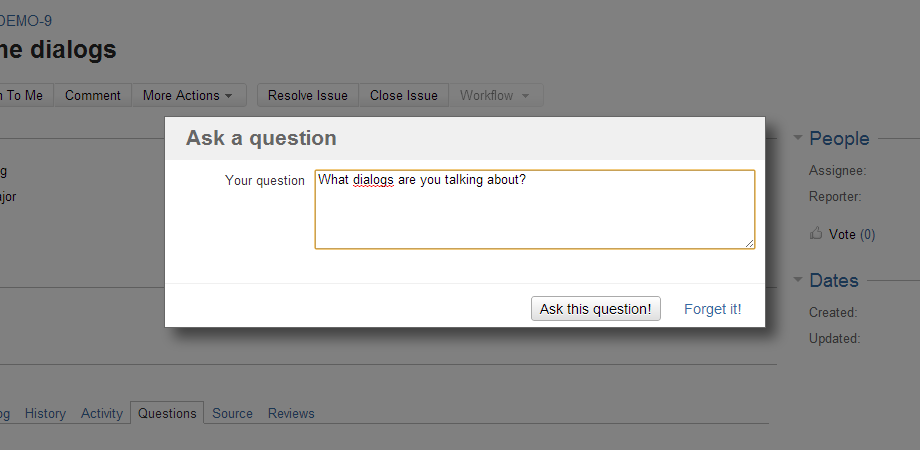 DEMO-9
ne dialogs
n To Me Comment More Actions Resolve Issue Close Issue Workflow
Ask a question
People
Your question What dialogs are you talking about?
Assignee:
Reporter:
Vote (0)
Dates
Ask this question! Forget it!
Created:
Updated:
og History Activity Questions Source Reviews